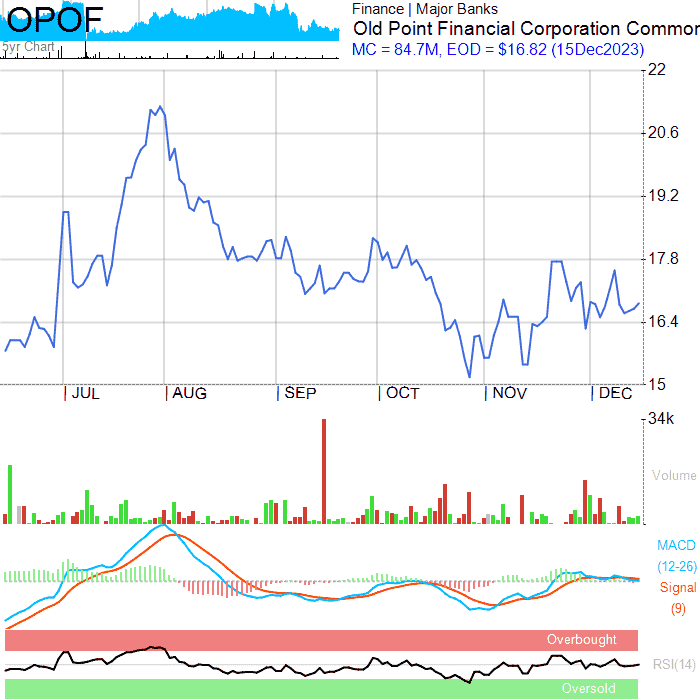 OPOF
5yr Chart
Finance | Major Banks
Old Point Financial Corporation Common
MC = 84.7M, EOD = $16.82 (15Dec2023)
22
20.6
19.2
17.8
16.4
15
| JUL | AUG | SEP | OCT | NOV | DEC
34k
Volume
MACD
(12-26)
Signal
(9)
Overbought
RSI(14)
Oversold